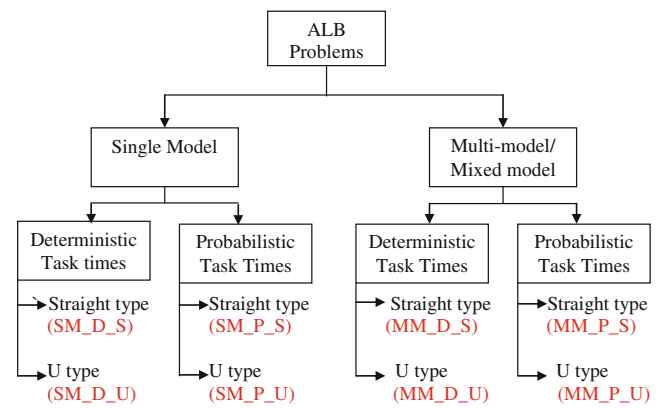 ALB
Problems
Single Model
Multi-model/
Mixed model
Deterministic
Task times
Probabilistic
Task Times
Deterministic
Task Times
Probabilistic
Task Times
Straight type
(SM_D_S)
U type
(SM_D_U)
Straight type
(SM_P_S)
U type
(SM_P_U)
Straight type
(MM_D_S)
U type
(MM_D_U)
Straight type
(MM_P_S)
U type
(MM_P_U)